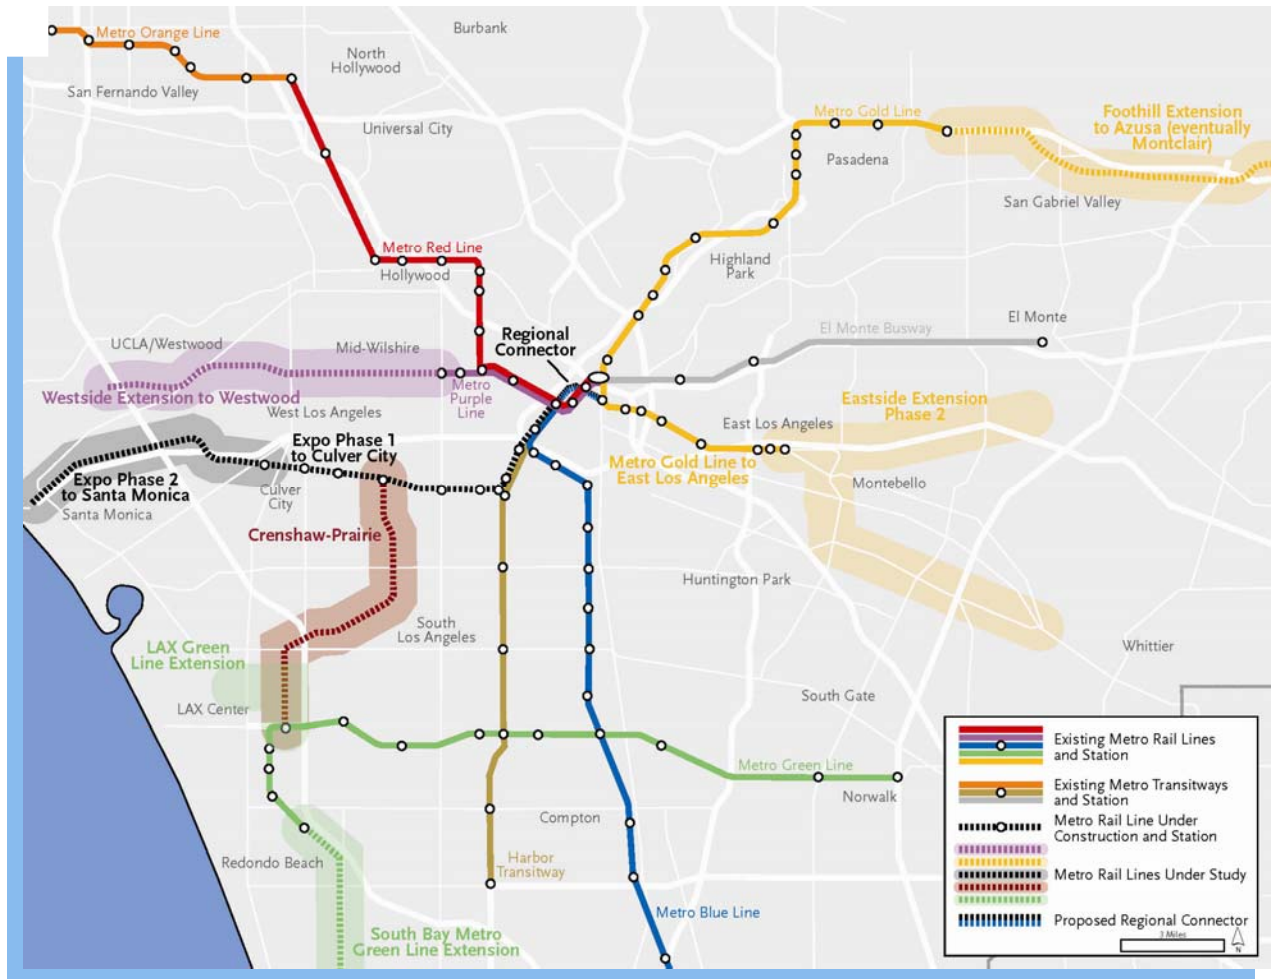 Metro Orange Line
Burbank
North
Hollywood
San Fernando Valley
Universal City
Metro Gold Line
Pasadena
Foothill Extension
to Azusa (eventually
Montclair)
San Gabriel Valley
Metro Red Line
Hollywood
Highland
Park
UCLA/Westwood
Mid-Wilshire
Regional
Connector
El Monte Busway
El Monte
Westside Extension to Westwood
Metro
Purple
Line
West Los Angeles
Eastside Extension
Phase 2
East Los Angeles
Expo Phase 1
to Culver City
Expo Phase 2
to Santa Monica
Santa Monica
Culver
City
Metro Gold Line to
East Los Angeles
Montebello
Crenshaw-Prairie
Huntington Park
South
Los Angeles
Whittier
LAX Green
Line Extension
LAX Center
South Gate
Metro Green Line
Norwalk
Compton
Redondo Beach
Harbor
Transitway
Metro Blue Line
South Bay Metro
Green Line Extension
Existing Metro Rail Lines
and Station
Existing Metro Transitways
and Station
Metro Rail Line Under
Construction and Station
Metro Rail Lines Under Study
Proposed Regional Connector
3 Miles
N